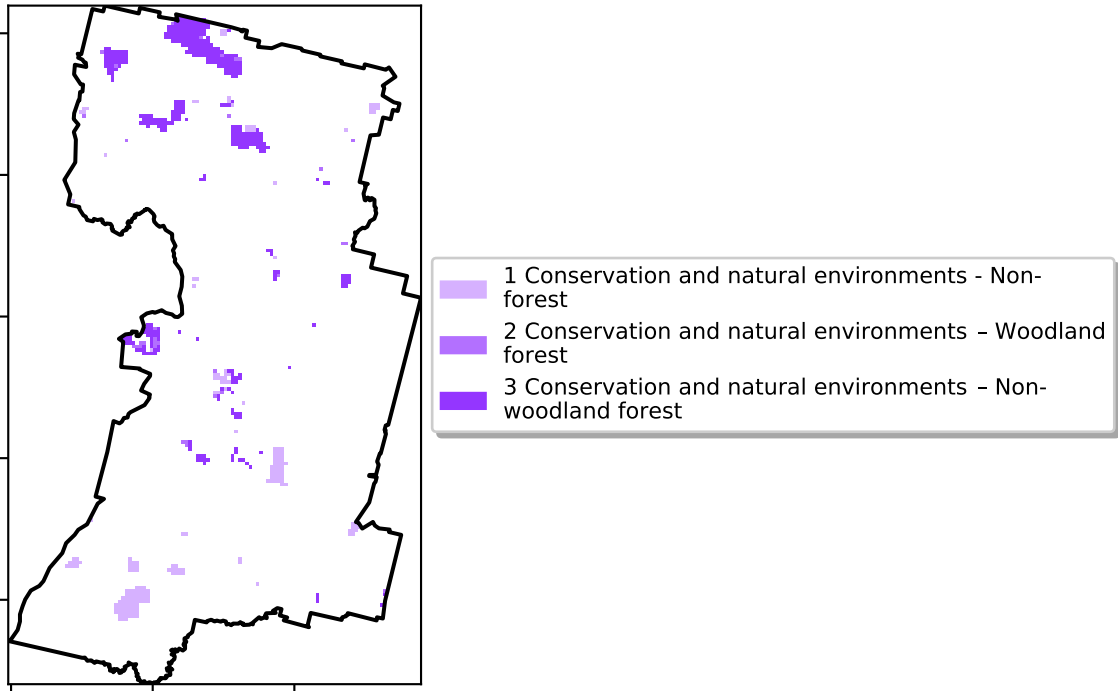 1 Conservation and natural environments - Non-
forest
2 Conservation and natural environments – Woodland
forest
3 Conservation and natural environments – Non-
woodland forest